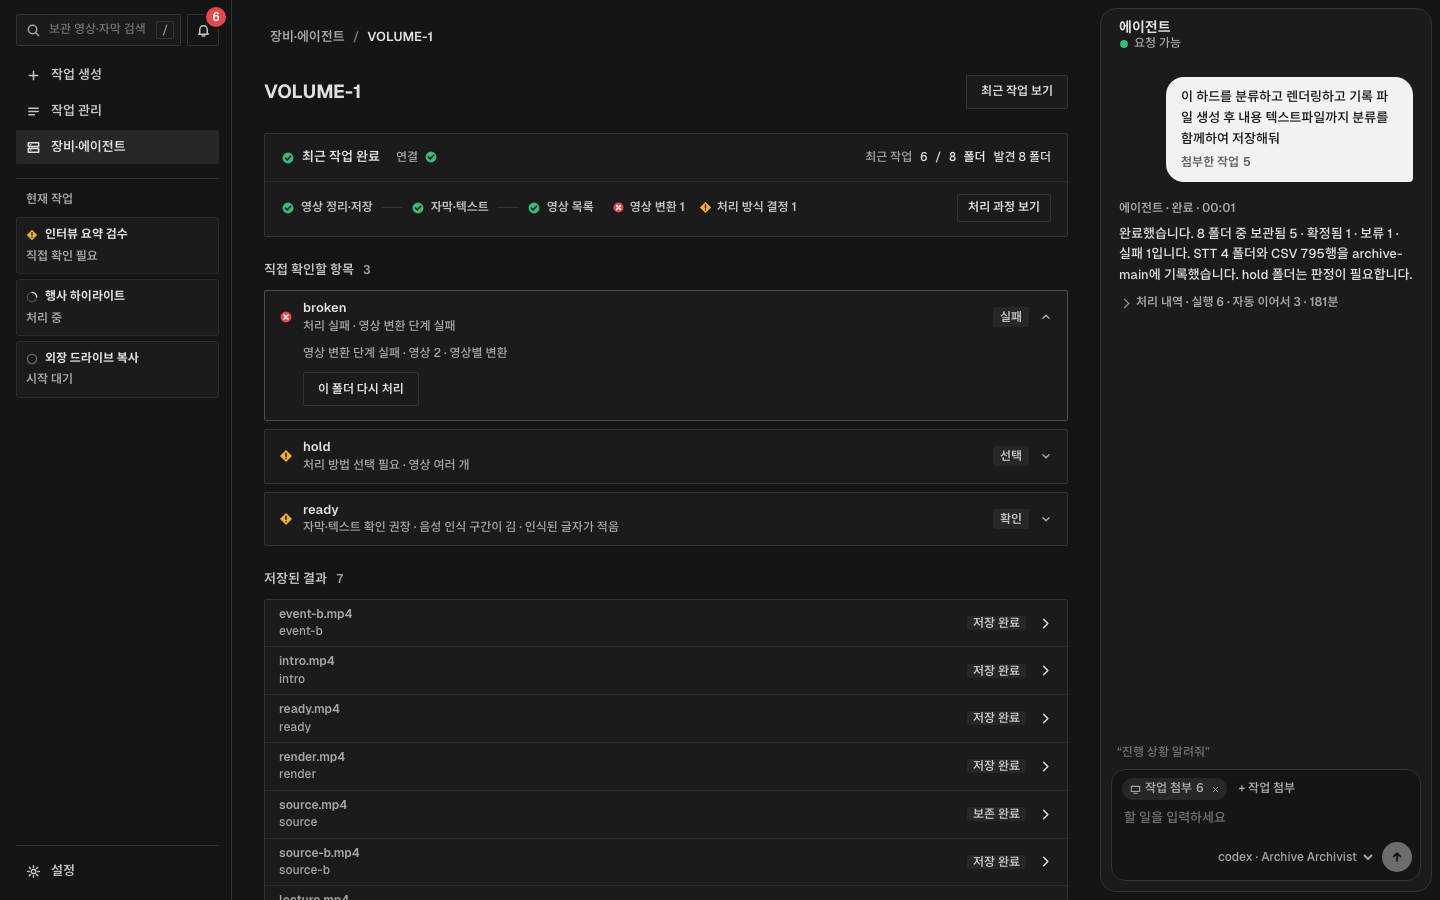 보관 영상·자막 검색 /
6
작업 생성
작업 관리
장비·에이전트
현재 작업
인터뷰 요약 검수
직접 확인 필요
행사 하이라이트
처리 중
외장 드라이브 복사
시작 대기
설정
장비·에이전트 / VOLUME-1
VOLUME-1
최근 작업 보기
최근 작업 완료 연결
최근 작업 6 / 8 폴더 발견 8 폴더
영상 정리·저장 자막·텍스트 영상 목록 영상 변환 1 처리 방식 결정 1
처리 과정 보기
직접 확인할 항목 3
broken
처리 실패 · 영상 변환 단계 실패
실패
영상 변환 단계 실패 · 영상 2 · 영상별 변환
이 폴더 다시 처리
hold
처리 방법 선택 필요 · 영상 여러 개
선택
ready
자막·텍스트 확인 권장 · 음성 인식 구간이 김 · 인식된 글자가 적음
확인
저장된 결과 7
event-b.mp4
event-b
저장 완료
intro.mp4
intro
저장 완료
ready.mp4
ready
저장 완료
render.mp4
render
저장 완료
source.mp4
source
보존 완료
source-b.mp4
source-b
저장 완료
lecture.mp4
에이전트
요청 가능
이 하드를 분류하고 렌더링하고 기록 파
일 생성 후 내용 텍스트파일까지 분류를
함께하여 저장해둬
첨부한 작업 5
에이전트 · 완료 · 00:01
완료했습니다. 8 폴더 중 보관됨 5 · 확정됨 1 · 보류 1 ·
실패 1입니다. STT 4 폴더와 CSV 795행을 archive-
main에 기록했습니다. hold 폴더는 판정이 필요합니다.
처리 내역 · 실행 6 · 자동 이어서 3 · 181분
“진행 상황 알려줘”
작업 첨부 6 × + 작업 첨부
할 일을 입력하세요
codex · Archive Archivist